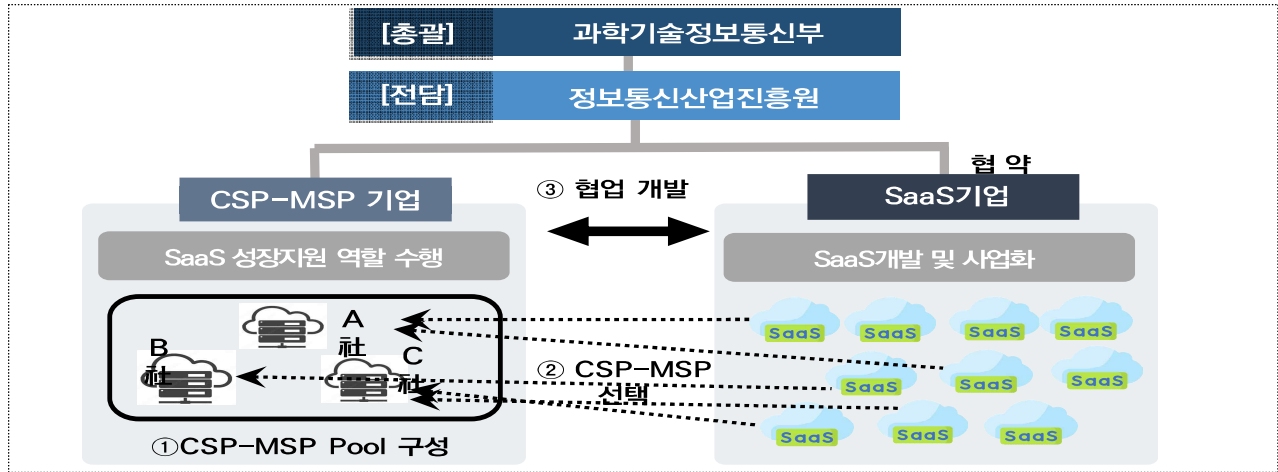 [총괄] 과학기술정보통신부
[전담] 정보통신산업진흥원
협 약
CSP-MSP 기업
③ 협업 개발
SaaS기업
SaaS 성장지원 역할 수행
SaaS개발 및 사업화
A
社
B
社
C
社
② CSP-MSP
선택
SaaS SaaS SaaS SaaS
SaaS SaaS SaaS
SaaS SaaS SaaS
①CSP-MSP Pool 구성